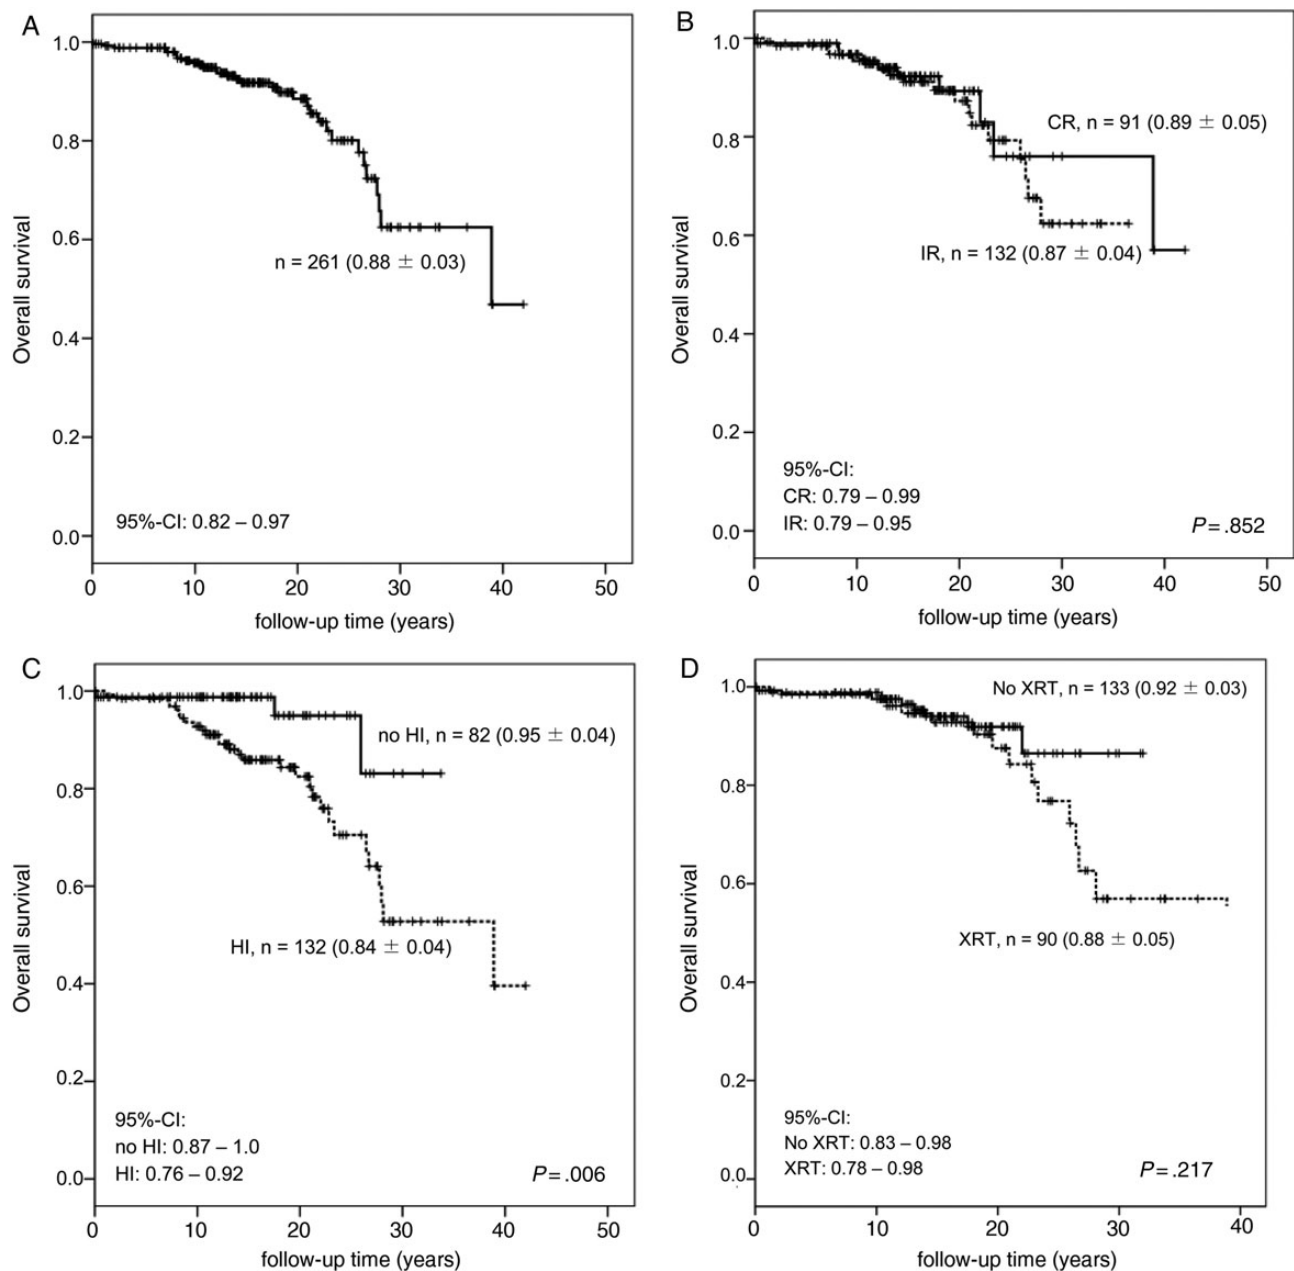 A
1.0
0.8
0.6
0.4
0.2
0.0
Overall survival
n = 261 (0.88 ± 0.03)
95%-CI: 0.82 – 0.97
0 10 20 30 40 50
follow-up time (years)
B
1.0
0.8
0.6
0.4
0.2
0.0
Overall survival
CR, n = 91 (0.89 ± 0.05)
IR, n = 132 (0.87 ± 0.04)
95%-CI:
CR: 0.79 – 0.99
IR: 0.79 – 0.95
P = .852
0 10 20 30 40 50
follow-up time (years)
C
1.0
0.8
0.6
0.4
0.2
0.0
Overall survival
no HI, n = 82 (0.95 ± 0.04)
HI, n = 132 (0.84 ± 0.04)
95%-CI:
no HI: 0.87 – 1.0
HI: 0.76 – 0.92
P = .006
0 10 20 30 40 50
follow-up time (years)
D
1.0
0.8
0.6
0.4
0.2
0.0
Overall survival
No XRT, n = 133 (0.92 ± 0.03)
XRT, n = 90 (0.88 ± 0.05)
95%-CI:
No XRT: 0.83 – 0.98
XRT: 0.78 – 0.98
P = .217
0 10 20 30 40
follow-up time (years)